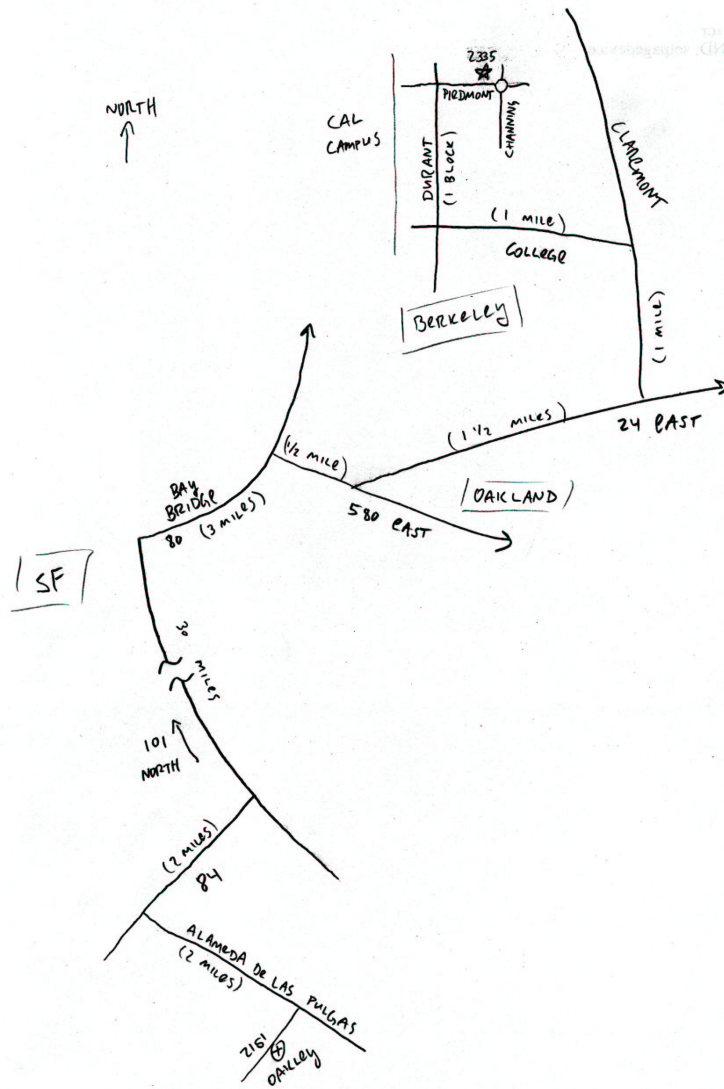 NORTH
CAL
CAMPUS
2335
PIEDMONT
CHANNING
DURANT
(1 BLOCK)
CLAREMONT
(1 MILE)
COLLEGE
BERKELEY
(1 MILE)
24 EAST
(1 1/2 MILES)
(1/2 MILE)
OAKLAND
580 EAST
BAY
BRIDGE
80 (3 MILES)
SF
30
MILES
101
NORTH
(2 MILES)
84
ALAMEDA DE LAS PULGAS
(2 MILES)
2151
OAKLEY